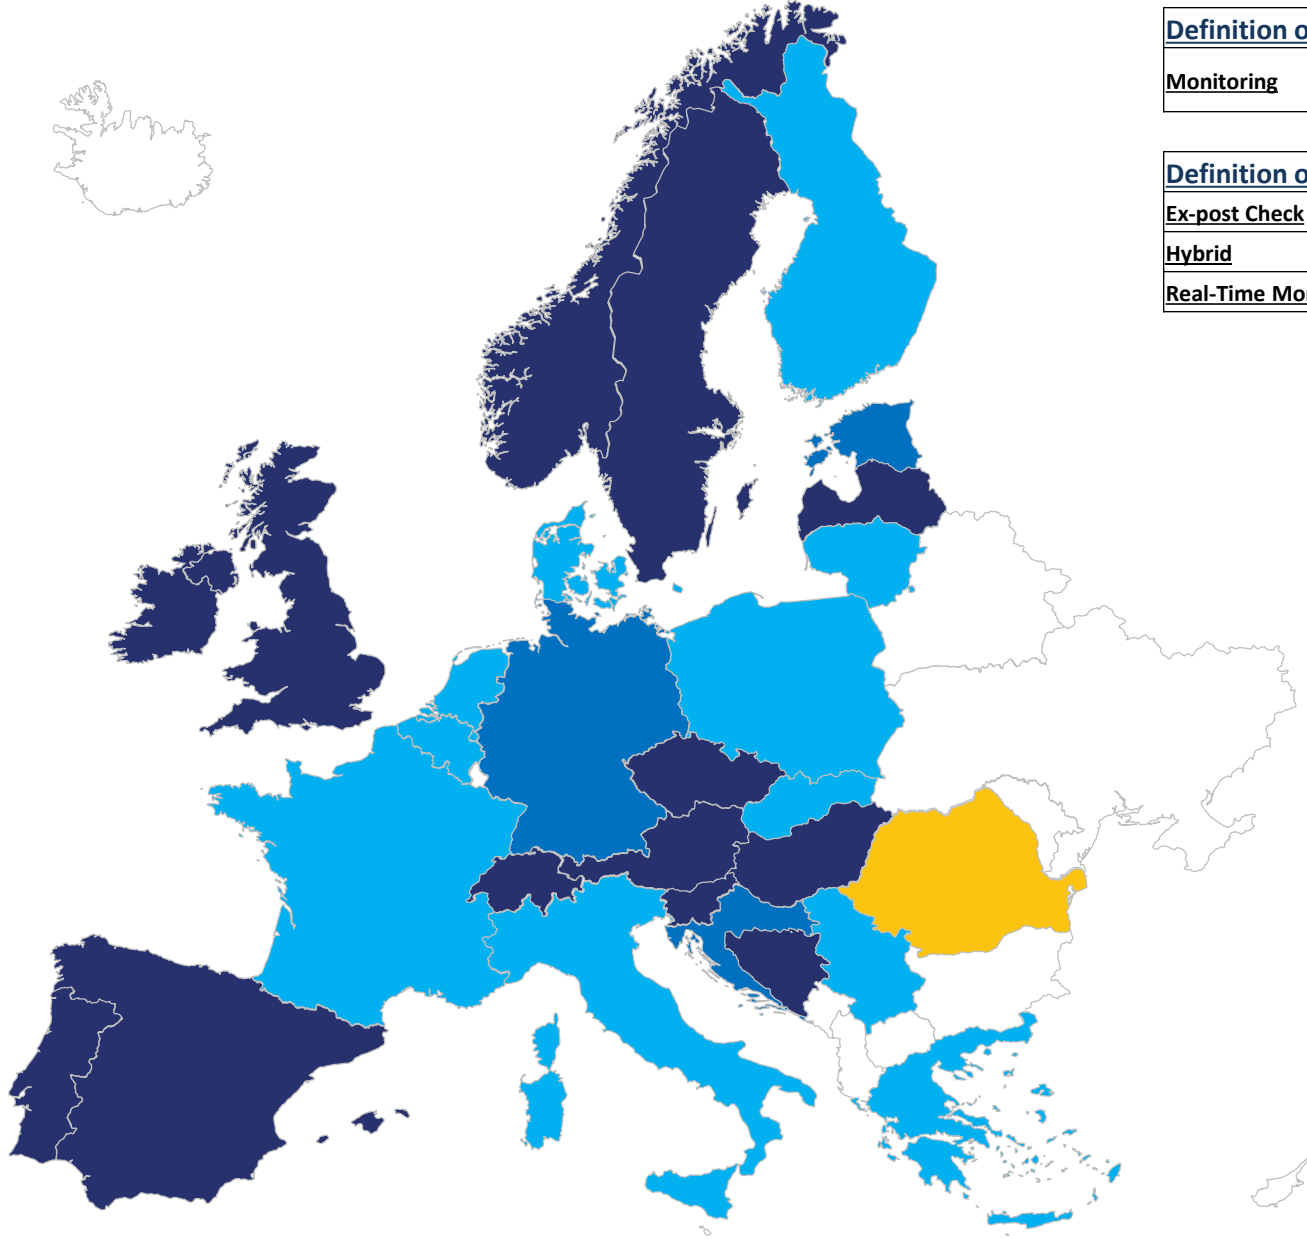 Definition o
Monitoring
Definition o
Ex-post Check
Hybrid
Real-Time Mo